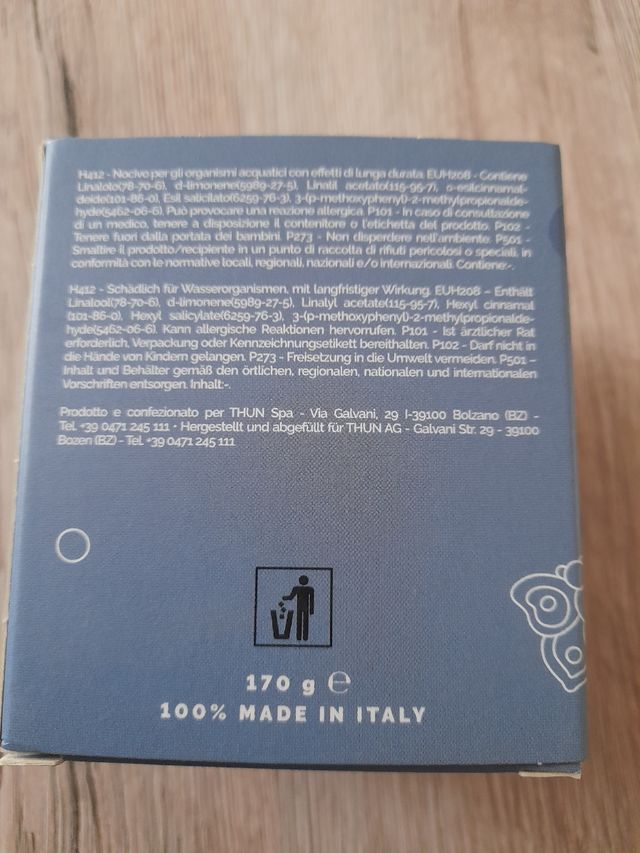 H412 - Nocivo per gli organismi acquatici con effetti di lunga durata. EUH208 - Contiene
Linalolo(78-70-6), d-limonene(5989-27-5), Linalil acetato(115-95-7), α-esilcinnamal-
deide(101-86-0), Esil salicilato(6259-76-3), 3-(p-methoxyphenyl)-2-methylpropionalde-
hyde(5462-06-6). Può provocare una reazione allergica. P101 - In caso di consultazione
di un medico, tenere a disposizione il contenitore o l'etichetta del prodotto. P102 -
Tenere fuori dalla portata dei bambini. P273 - Non disperdere nell'ambiente. P501 -
Smaltire il prodotto/recipiente in un punto di raccolta di rifiuti pericolosi o speciali, in
conformità con le normative locali, regionali, nazionali e/o internazionali. Contiene:-.
H412 - Schädlich für Wasserorganismen, mit langfristiger Wirkung. EUH208 – Enthält
Linalool(78-70-6), d-limonene(5989-27-5), Linalyl acetate(115-95-7), Hexyl cinnamal
(101-86-0), Hexyl salicylate(6259-76-3), 3-(p-methoxyphenyl)-2-methylpropionalde-
hyde(5462-06-6). Kann allergische Reaktionen hervorrufen. P101 - Ist ärztlicher Rat
erforderlich, Verpackung oder Kennzeichnungsetikett bereithalten. P102 - Darf nicht in
die Hände von Kindern gelangen. P273 - Freisetzung in die Umwelt vermeiden. P501 –
Inhalt und Behälter gemäß den örtlichen, regionalen, nationalen und internationalen
Vorschriften entsorgen. Inhalt:-.
Prodotto e confezionato per THUN Spa - Via Galvani, 29 I-39100 Bolzano (BZ) -
Tel. +39 0471 245 111 • Hergestellt und abgefüllt für THUN AG - Galvani Str. 29 - 39100
Bozen (BZ) - Tel. +39 0471 245 111
170 g ℮
100% MADE IN ITALY